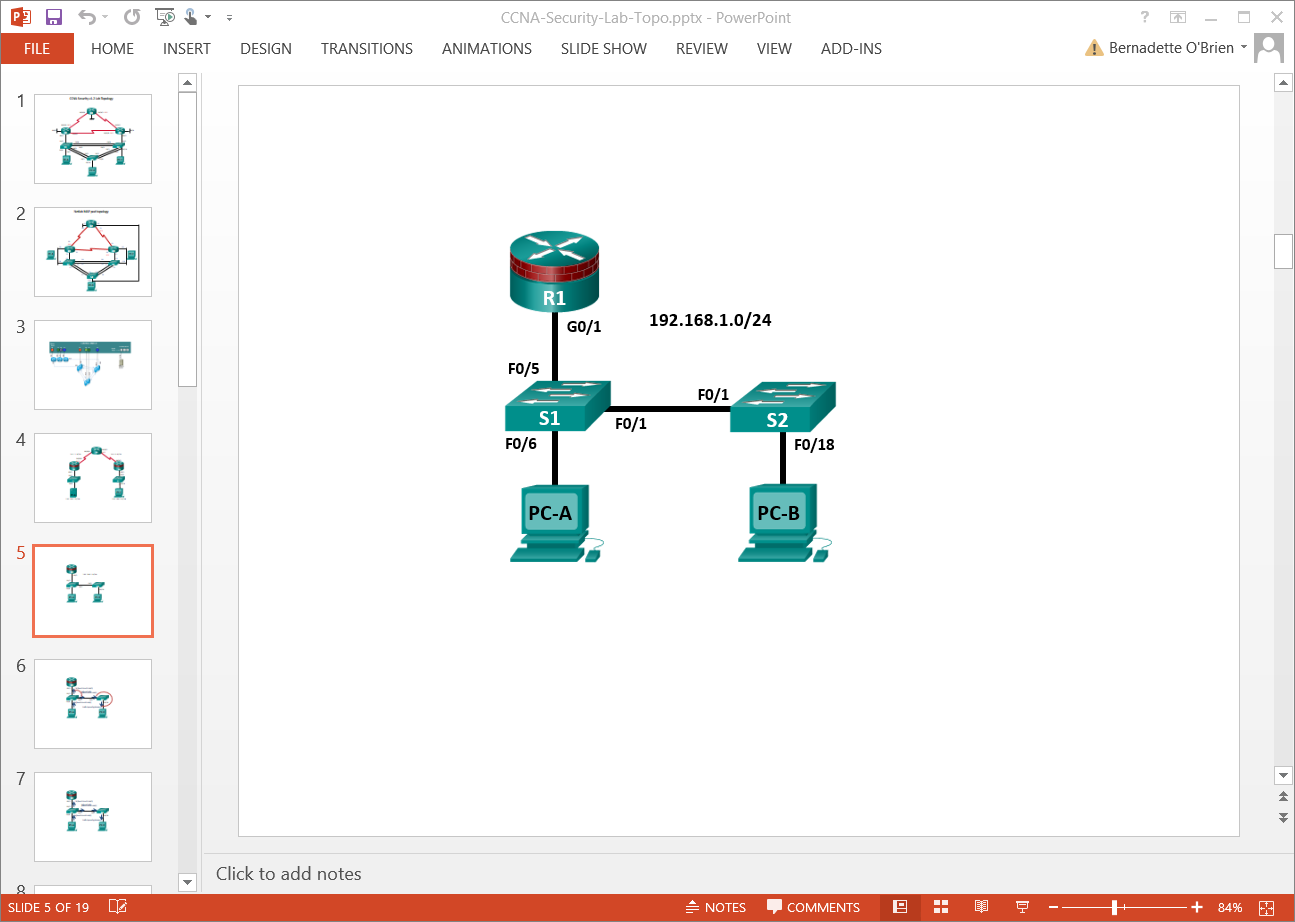 CCNA-Security-Lab-Topo.pptx - PowerPoint
FILE HOME INSERT DESIGN TRANSITIONS ANIMATIONS SLIDE SHOW REVIEW VIEW ADD-INS Bernadette O'Brien
1
2
3
4
5
6
7
8
R1
G0/1
192.168.1.0/24
F0/5
F0/1
S1
S2
F0/1
F0/6
F0/18
PC-A
PC-B
Click to add notes
SLIDE 5 OF 19 NOTES COMMENTS 84%